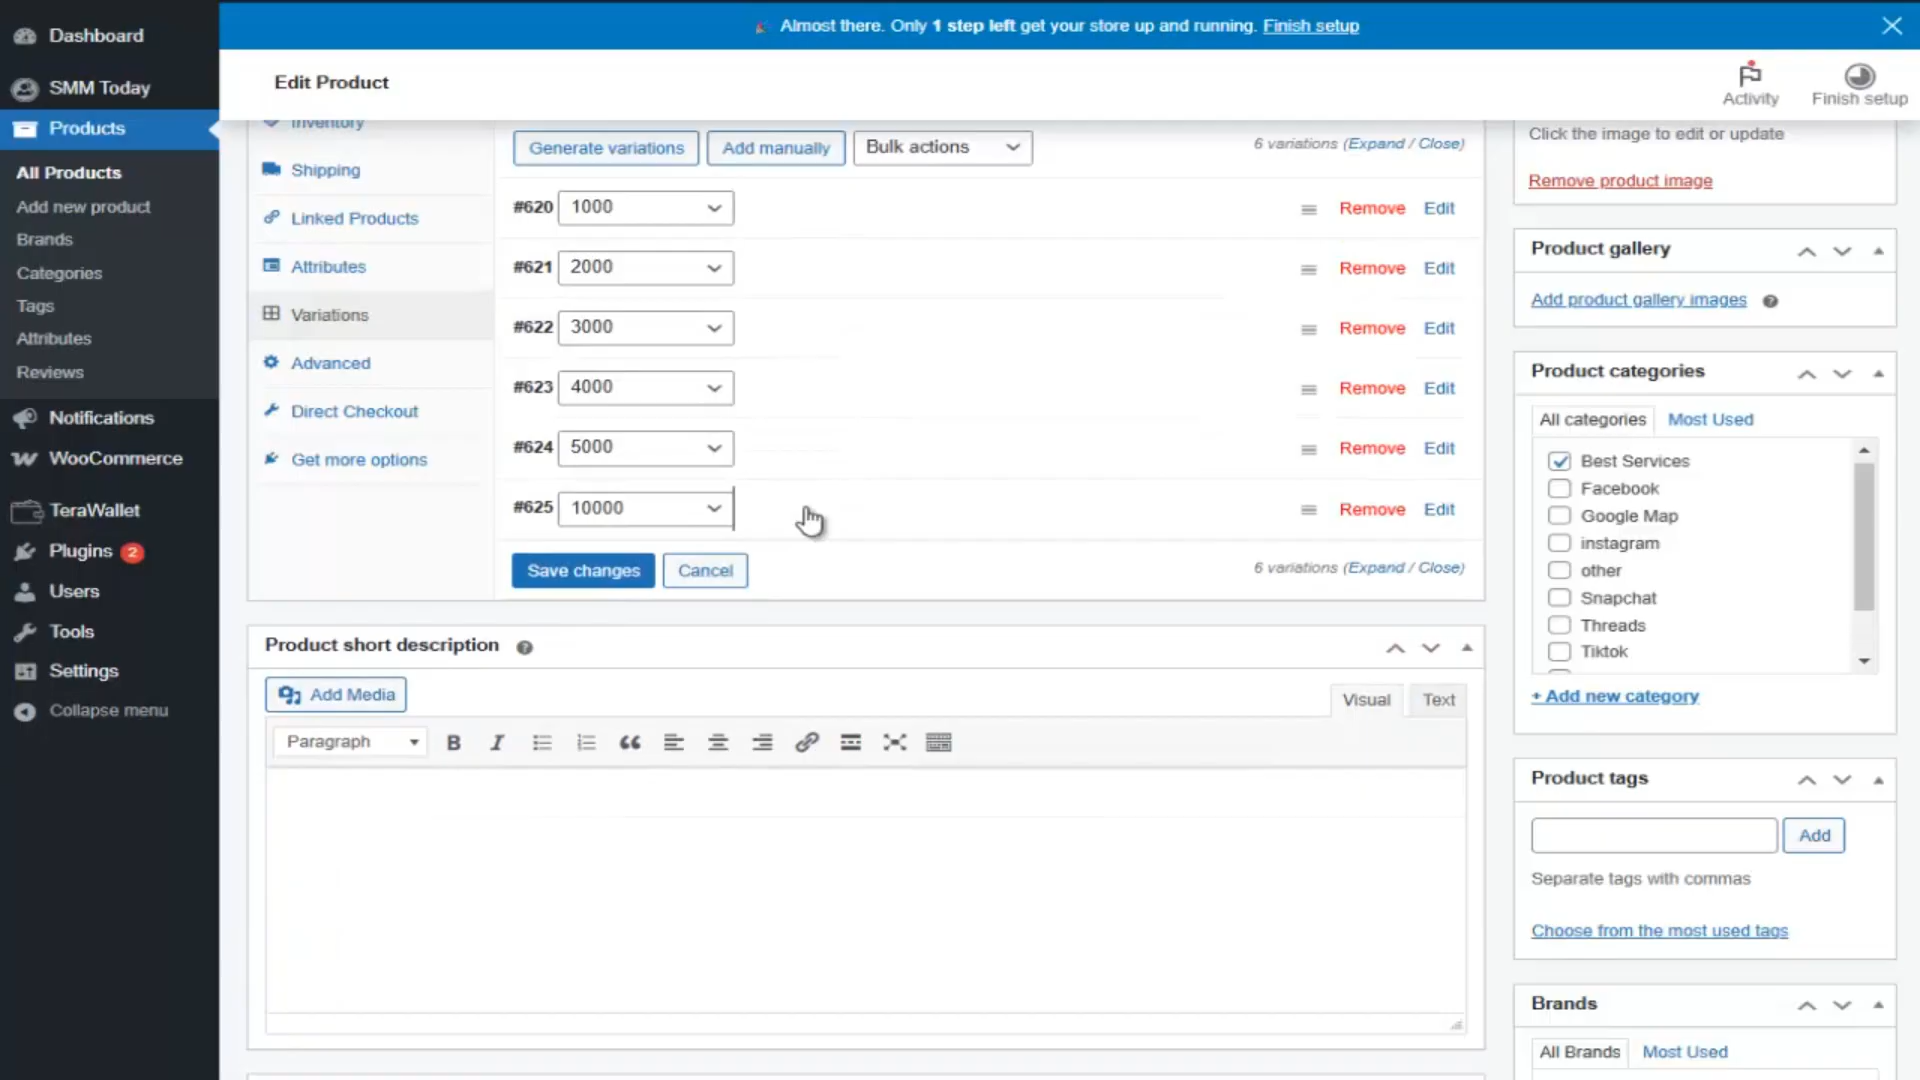 Almost there. Only 1 step left get your store up and running. Finish setup
Dashboard
SMM Today
Products
All Products
Add new product
Brands
Categories
Tags
Attributes
Reviews
Notifications
WooCommerce
TeraWallet
Plugins 2
Users
Tools
Settings
Collapse menu
Edit Product
Activity
Finish setup
Inventory
Shipping
Linked Products
Attributes
Variations
Advanced
Direct Checkout
Get more options
Generate variations
Add manually
Bulk actions
6 variations (Expand / Close)
#620 1000 Remove Edit
#621 2000 Remove Edit
#622 3000 Remove Edit
#623 4000 Remove Edit
#624 5000 Remove Edit
#625 10000 Remove Edit
Save changes
Cancel
6 variations (Expand / Close)
Product short description
Add Media
Visual
Text
Paragraph
Click the image to edit or update
Remove product image
Product gallery
Add product gallery images
Product categories
All categories
Most Used
Best Services
Facebook
Google Map
instagram
other
Snapchat
Threads
Tiktok
+ Add new category
Product tags
Add
Separate tags with commas
Choose from the most used tags
Brands
All Brands
Most Used